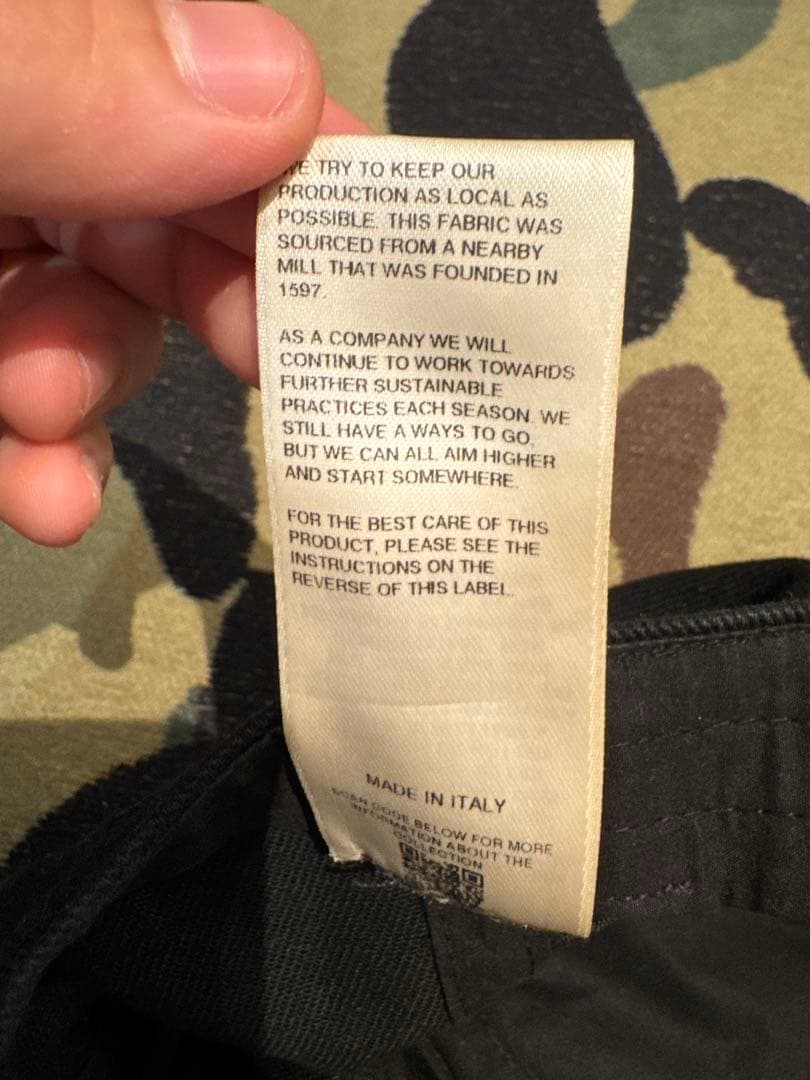 WE TRY TO KEEP OUR
PRODUCTION AS LOCAL AS
POSSIBLE. THIS FABRIC WAS
SOURCED FROM A NEARBY
MILL THAT WAS FOUNDED IN
1597.
AS A COMPANY WE WILL
CONTINUE TO WORK TOWARDS
FURTHER SUSTAINABLE
PRACTICES EACH SEASON. WE
STILL HAVE A WAYS TO GO,
BUT WE CAN ALL AIM HIGHER
AND START SOMEWHERE.
FOR THE BEST CARE OF THIS
PRODUCT, PLEASE SEE THE
INSTRUCTIONS ON THE
REVERSE OF THIS LABEL.
MADE IN ITALY
SCAN CODE BELOW FOR MORE
INFORMATION ABOUT THE
COLLECTION